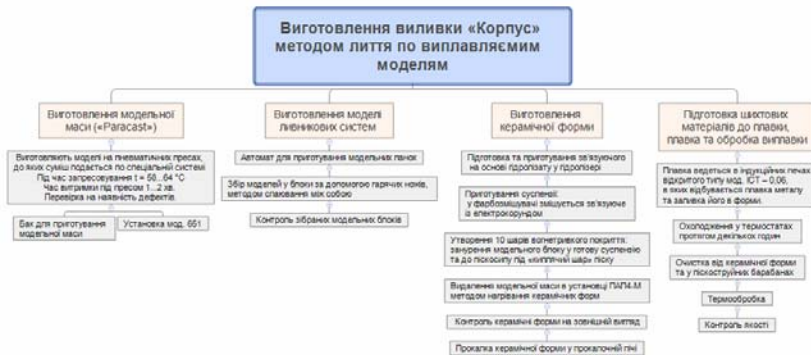 Виготовлення виливки «Корпус»
методом лиття по виплавляємим
моделям
Виготовлення модельної
маси («Paracast»)
Виготовляють моделі на пневматичних пресах,
до яких суміш подається по спеціальній системі
Під час запресовування t = 58...64 °C
Час витримки під пресом 1...2 хв.
Перевірка на наявність дефектів.
Бак для приготування
модельної маси
Установка мод. 651
Виготовлення моделі
ливникових систем
Автомат для приготування модельних ланок
Збір моделей у блоки за допомогою гарячих ножів,
методом спаювання між собою
Контроль зібраних модельних блоків
Виготовлення
керамічної форми
Підготовка та приготування зв'язуючого
на основі гідролізату у гідролізері
Приготування суспензії:
у фарбозмішувачі змішується зв'язуюче
із електрокорундом
Утворення 10 шарів вогнетривкого покриття:
занурення модельного блоку у готову суспензію
та до піскосипу під «киплячий шар» піску
Видалення модельної маси в установці ПАП4-М
методом нагрівання керамічних форм
Контроль керамічні форми на зовнішній вигляд
Прокалка керамічної форми у прокалочній пічі
Підготовка шихтових
матеріалів до плавки,
плавка та обробка виплавки
Плавка ведеться в індукційних печах
відкритого типу мод. ІСТ – 0,06,
в яких відбувається плавка металу
та заливка його в форми.
Охолодження у термостатах
протягом декількох годин
Очистка від керамічної форми
та у піскоструйних барабанах
Термообробка
Контроль якості